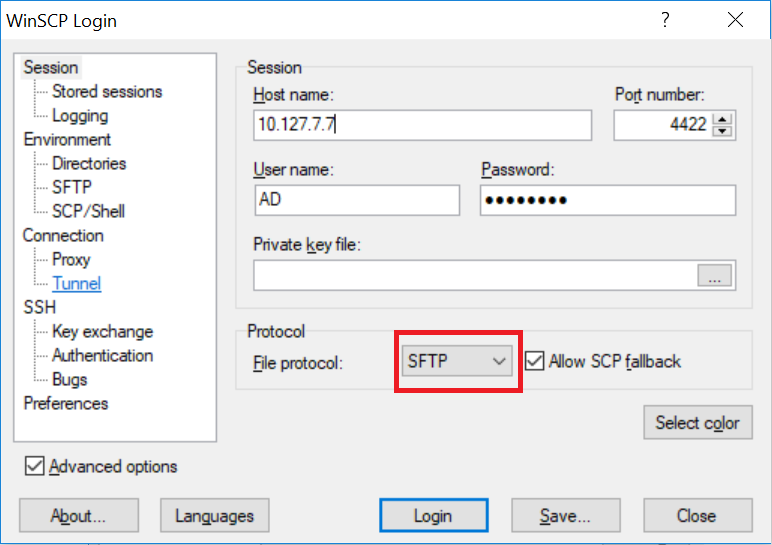 WinSCP Login
?
Session
Stored sessions
Logging
Environment
Directories
SFTP
SCP/Shell
Connection
Proxy
Tunnel
SSH
Key exchange
Authentication
Bugs
Preferences
Advanced options
Session
Host name:
Port number:
10.127.7.7
4422
User name:
Password:
AD
●●●●●●●●
Private key file:
...
Protocol
File protocol:
SFTP
Allow SCP fallback
Select color
About...
Languages
Login
Save...
Close